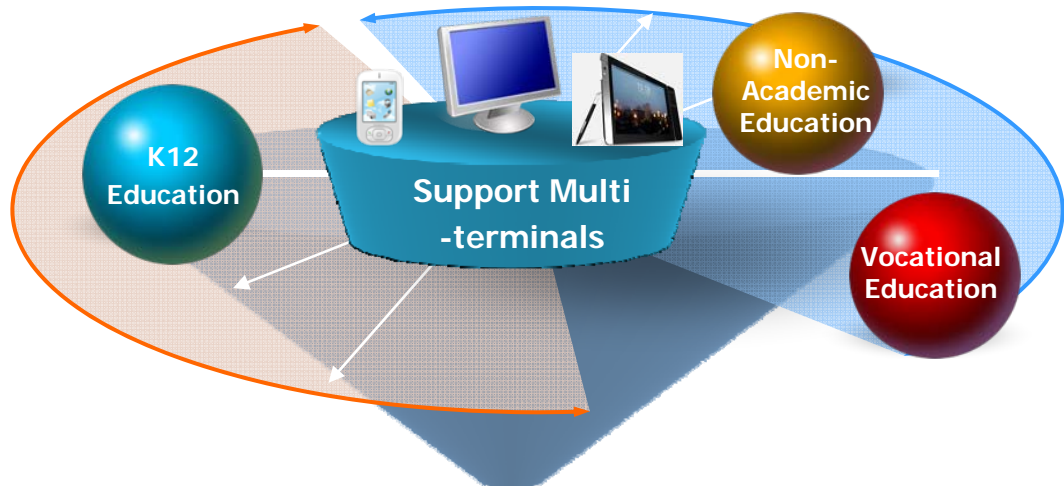 K12
Education
Support Multi
-terminals
Non-
Academic
Education
Vocational
Education